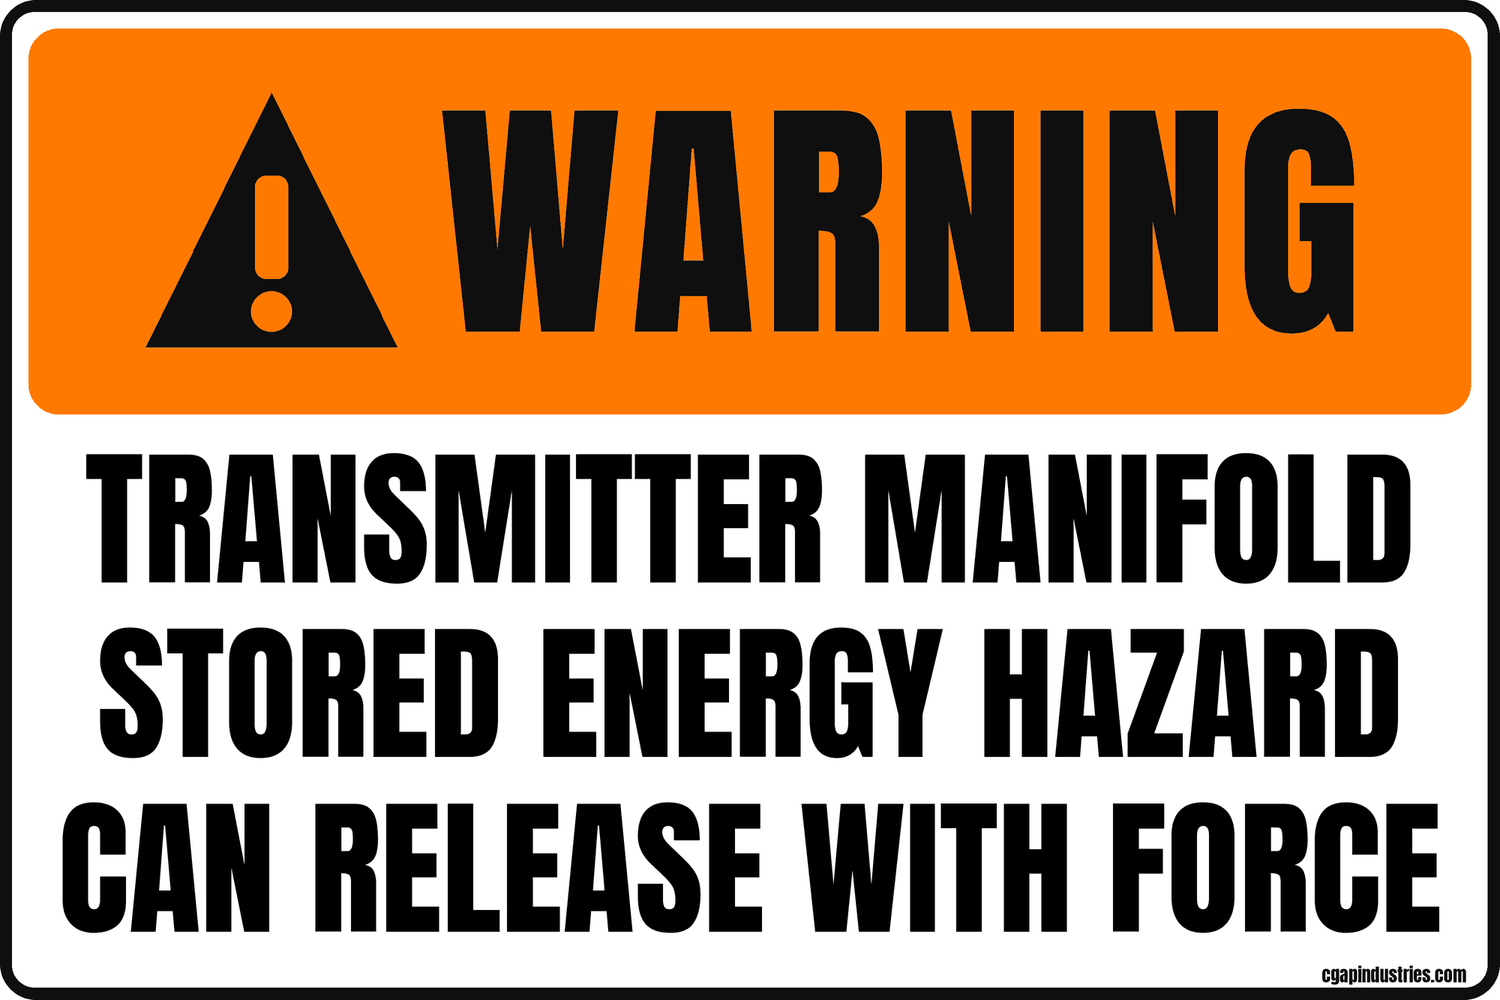 WARNING
TRANSMITTER MANIFOLD
STORED ENERGY HAZARD
CAN RELEASE WITH FORCE
cgapindustries.com